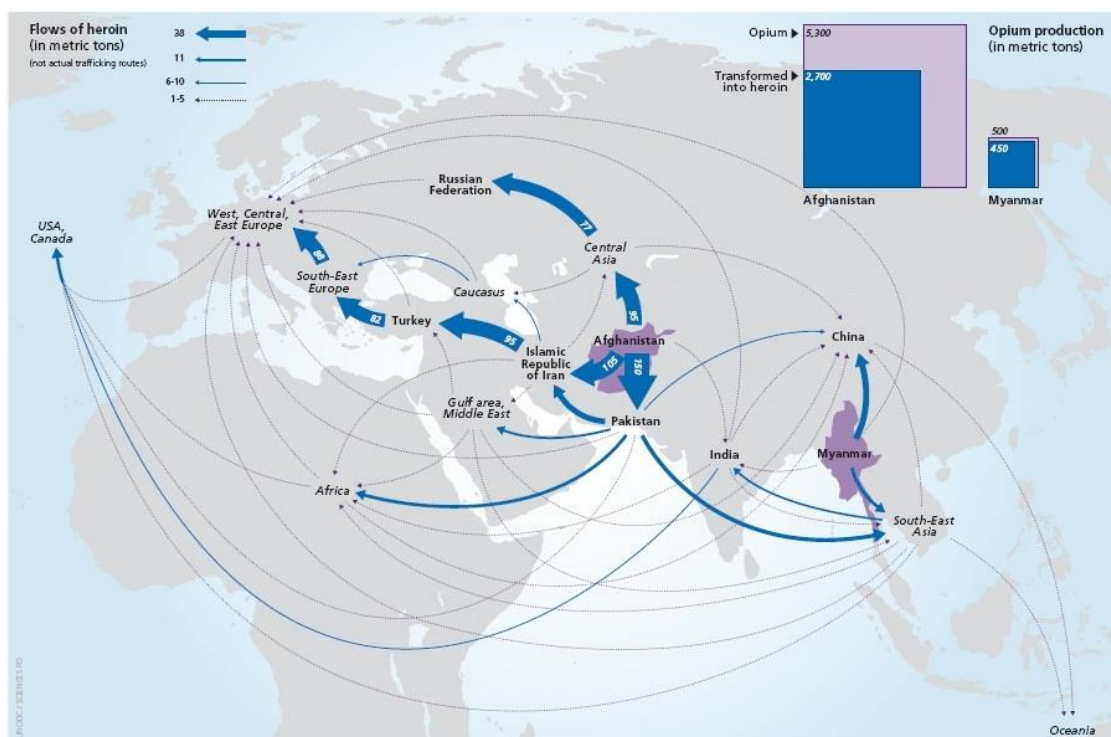 Flows of heroin
(in metric tons)
(not actual trafficking routes)
38
11
6-10
1-5
Opium
5,300
Transformed
into heroin
2,700
Afghanistan
Opium production
(in metric tons)
500
450
Myanmar
Russian
Federation
77
West, Central,
East Europe
USA,
Canada
88
South-East
Europe
Central
Asia
Caucasus
82
Turkey
95
95
Afghanistan
China
Islamic
Republic
of Iran
105
150
Gulf area,
Middle East
Pakistan
India
Myanmar
Africa
South-East
Asia
Oceania
UNODC / SCIENCES PO